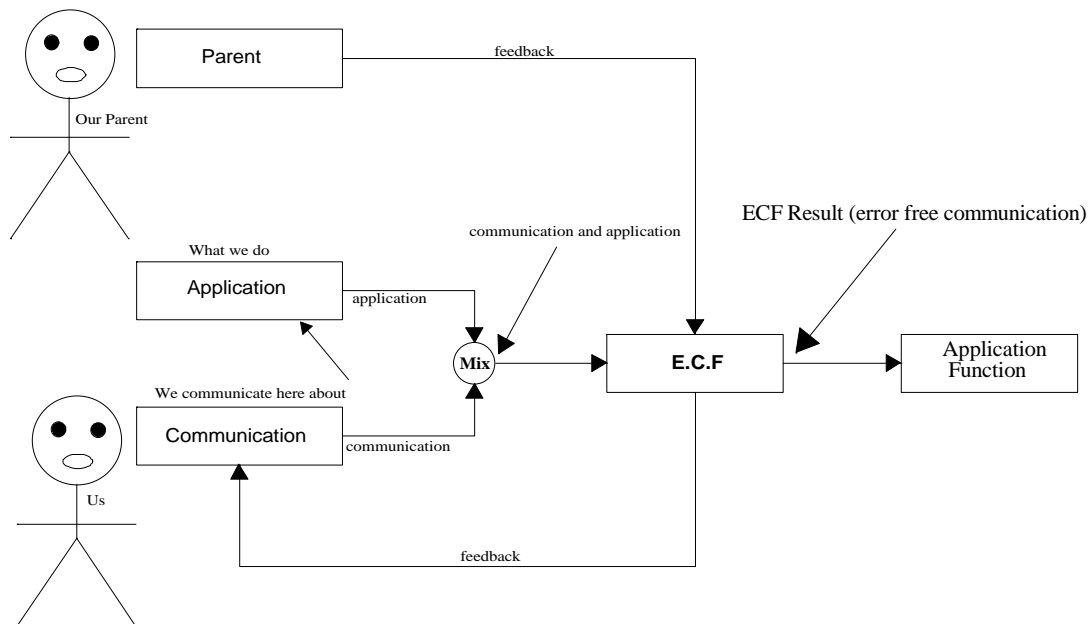 Parent
feedback
Our Parent
ECF Result (error free communication)
communication and application
What we do
Application
application
Mix
E.C.F
Application
Function
We communicate here about
Communication
communication
Us
feedback